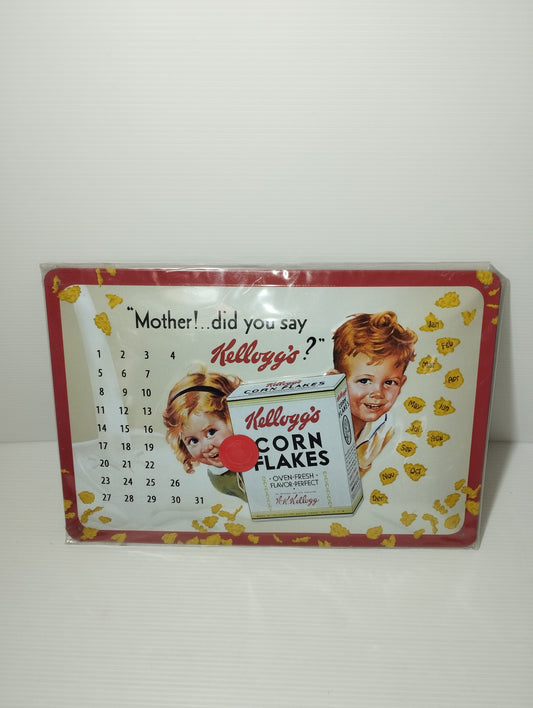 "Mother!..did you say
Kellogg's?"
1 2 3 4
5 6 7
8 9 10
11 12 13
14 15 16
17 18 19
20 21 22
23 24 25 26
27 28 29 30 31
Kellogg's
CORN FLAKES
Kellogg's
CORN
FLAKES
OVEN-FRESH
FLAVOR-PERFECT
W.K. Kellogg
CORN
FLAKES
Jan
Feb
Mar
Apr
May
Jun
Jul
Aug
Sep
Oct
Nov
Dec